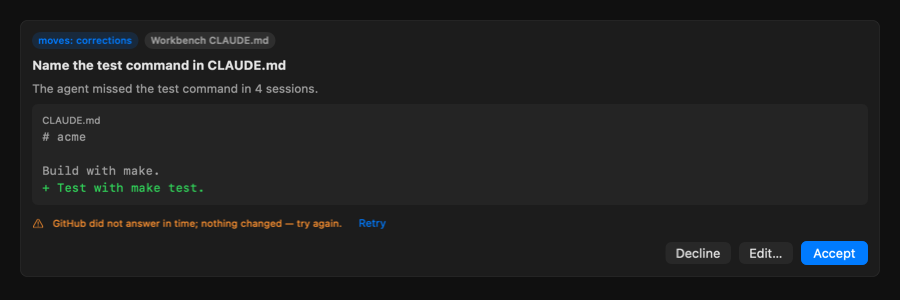 moves: corrections Workbench CLAUDE.md
Name the test command in CLAUDE.md
The agent missed the test command in 4 sessions.
CLAUDE.md
# acme
Build with make.
+ Test with make test.
GitHub did not answer in time; nothing changed — try again. Retry
Decline Edit... Accept